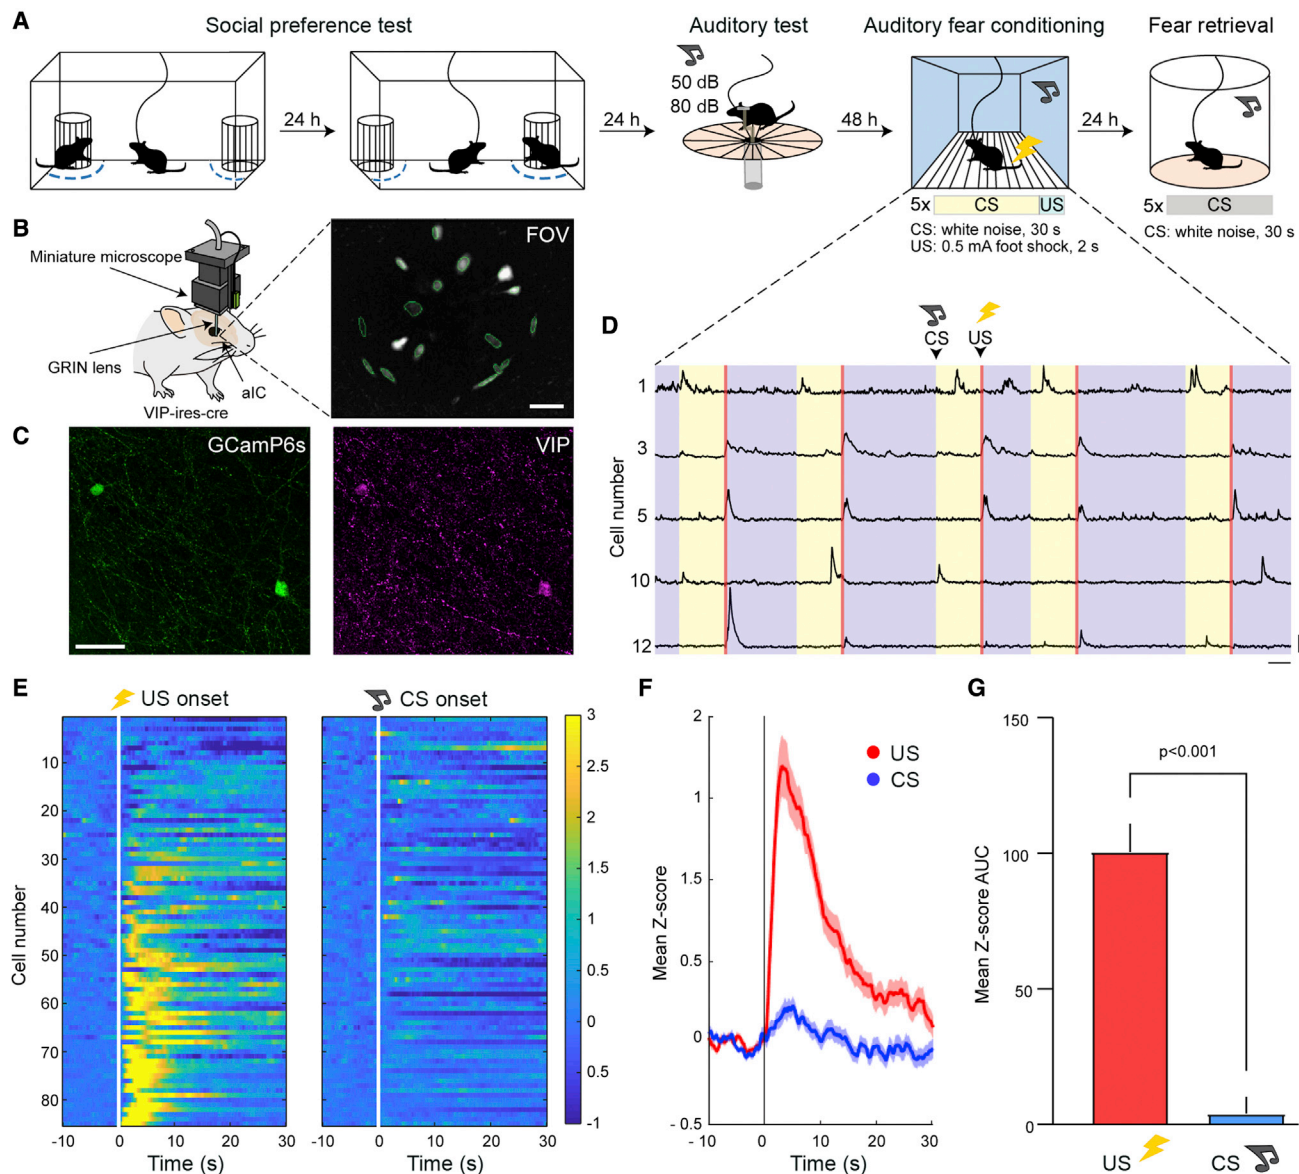 A
Social preference test
Auditory test
Auditory fear conditioning
Fear retrieval
24 h
24 h
50 dB
80 dB
48 h
24 h
5x CS US
CS: white noise, 30 s
US: 0.5 mA foot shock, 2 s
5x CS
CS: white noise, 30 s
B
Miniature microscope
GRIN lens
aIC
VIP-ires-cre
FOV
C
GCamP6s
VIP
D
CS
US
Cell number
1
3
5
10
12
E
US onset
CS onset
Cell number
10
20
30
40
50
60
70
80
-10 0 10 20 30
Time (s)
-10 0 10 20 30
Time (s)
3
2.5
2
1.5
1
0.5
0
-0.5
-1
F
Mean Z-score
2
1
1.5
0.5
0
- 0.5
- 10 0 10 20 30
Time (s)
US
CS
G
Mean Z-score AUC
150
100
50
0
p<0.001
US
CS